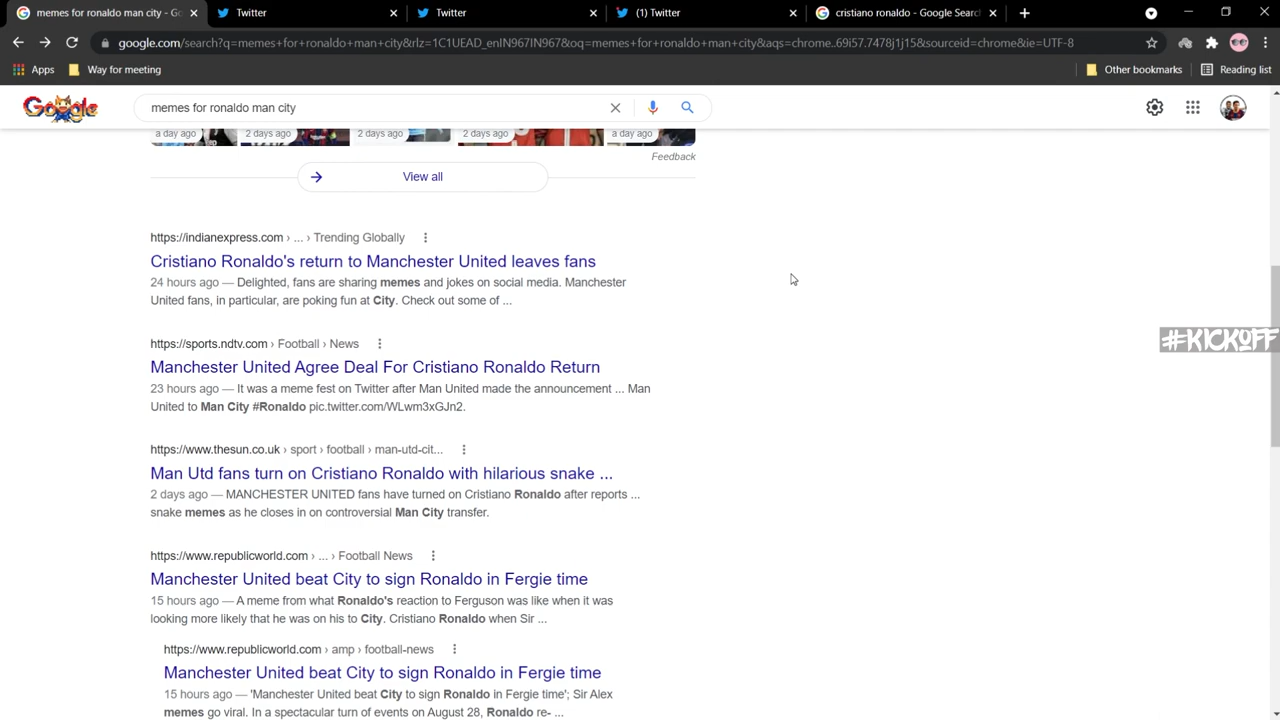 memes for ronaldo man city - Go
Twitter
Twitter
(1) Twitter
cristiano ronaldo - Google Searc
google.com/search?q=memes+for+ronaldo+man+city&rlz=1C1UEAD_enIN967IN967&oq=memes+for+ronaldo+man+city&aqs=chrome..69i57.7478j1j15&sourceid=chrome&ie=UTF-8
Apps
Way for meeting
Other bookmarks
Reading list
Google
memes for ronaldo man city
a day ago
2 days ago
2 days ago
2 days ago
a day ago
Feedback
View all
https://indianexpress.com › ... › Trending Globally
Cristiano Ronaldo's return to Manchester United leaves fans
24 hours ago — Delighted, fans are sharing memes and jokes on social media. Manchester
United fans, in particular, are poking fun at City. Check out some of ...
#KICKOFF
https://sports.ndtv.com › Football › News
Manchester United Agree Deal For Cristiano Ronaldo Return
23 hours ago — It was a meme fest on Twitter after Man United made the announcement ... Man
United to Man City #Ronaldo pic.twitter.com/WLwm3xGJn2.
https://www.thesun.co.uk › sport › football › man-utd-cit...
Man Utd fans turn on Cristiano Ronaldo with hilarious snake ...
2 days ago — MANCHESTER UNITED fans have turned on Cristiano Ronaldo after reports ...
snake memes as he closes in on controversial Man City transfer.
https://www.republicworld.com › ... › Football News
Manchester United beat City to sign Ronaldo in Fergie time
15 hours ago — A meme from what Ronaldo's reaction to Ferguson was like when it was
looking more likely that he was on his to City. Cristiano Ronaldo when Sir ...
https://www.republicworld.com › amp › football-news
Manchester United beat City to sign Ronaldo in Fergie time
15 hours ago — 'Manchester United beat City to sign Ronaldo in Fergie time'; Sir Alex
memes go viral. In a spectacular turn of events on August 28, Ronaldo re- ...